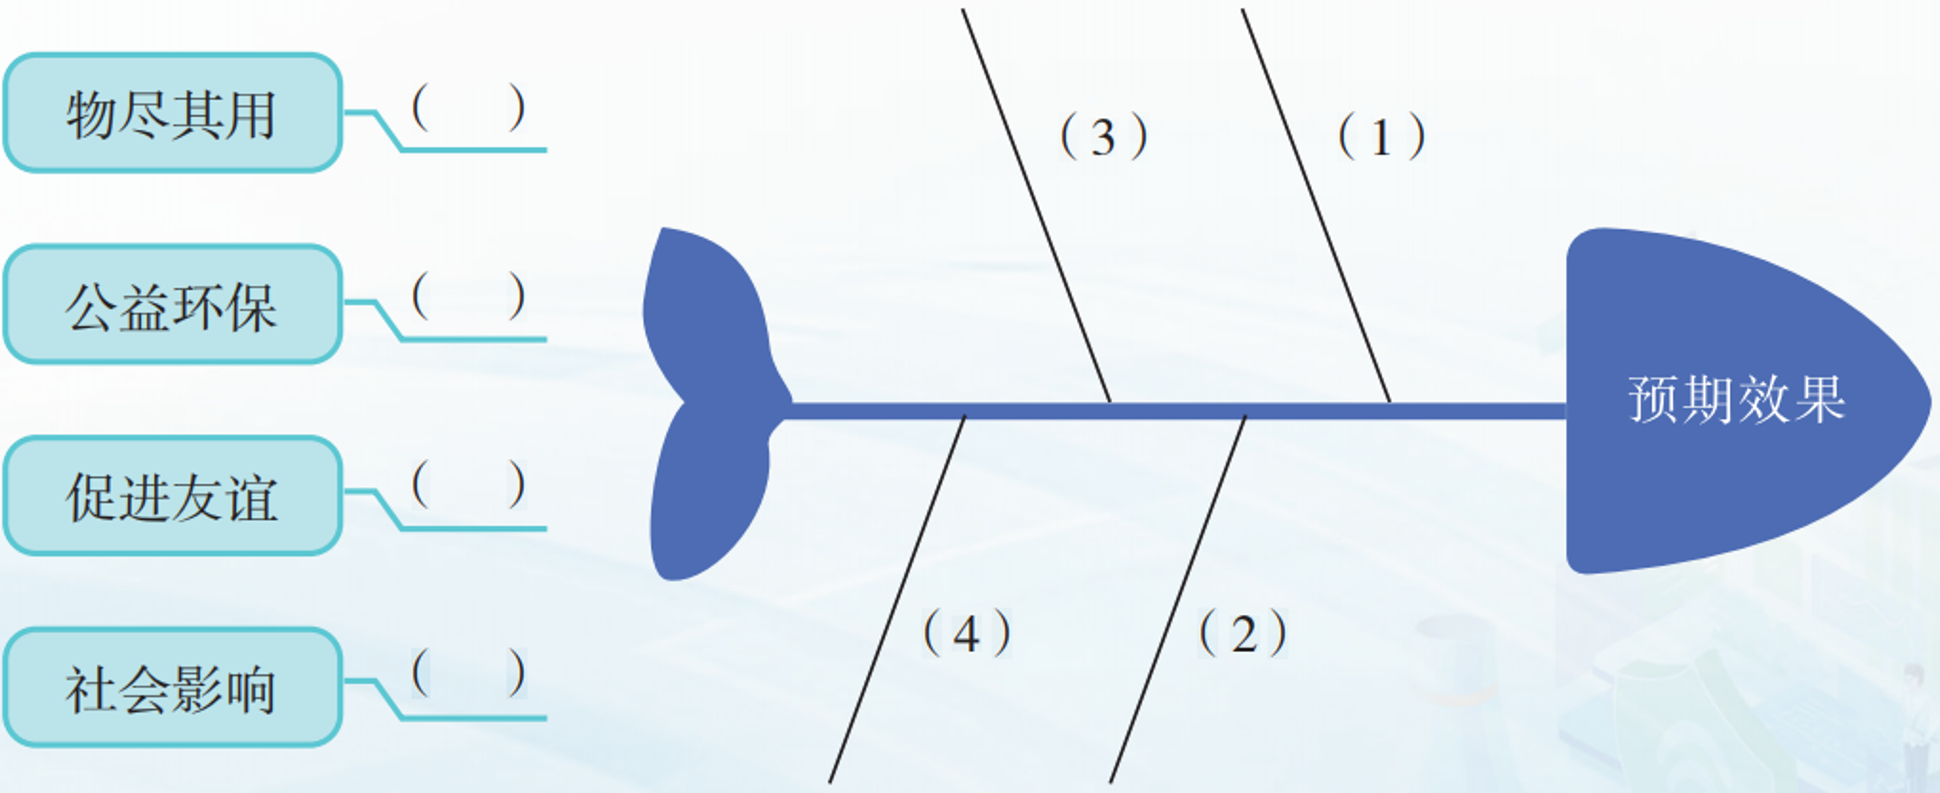 物尽其用 (  )
公益环保 (  )
促进友谊 (  )
社会影响 (  )
(3)
(1)
预期效果
(4)
(2)